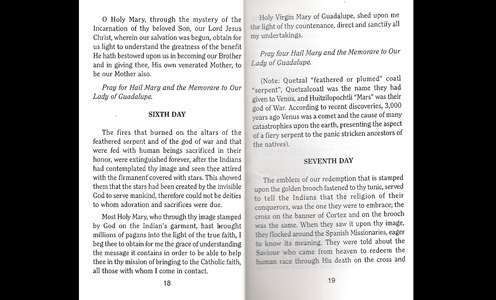 O Holy Mary, through the mystery of the
Incarnation of thy beloved Son, our Lord Jesus
Christ, wherein our salvation was begun, obtain for
us light to understand the greatness of the benefit
He hath bestowed upon us in becoming our Brother
and in giving thee, His own venerated Mother, to
be our Mother also.
Pray for Hail Mary and the Memorare to Our
Lady of Guadalupe.
SIXTH DAY
The fires that burned on the altars of the
feathered serpent and of the god of war and that
were fed with human beings sacrificed in their
honor, were extinguished forever, after the Indians
had contemplated thy image and seen thee attired
with the firmament covered with stars. This showed
them that the stars had been created by the invisible
God to serve mankind, therefore could not be deities
to whom adoration and sacrifices were due.
Most Holy Mary, who through thy image stamped
by God on the Indian's garment, hast brought
millions of pagans into the light of the true faith, I
beg thee to obtain for me the grace of understanding
the message it contains in order to be able to help
thee in thy mission of bringing to the Catholic faith,
all those with whom I come in contact.
18
Holy Virgin Mary of Guadalupe, shed upon me
the light of thy countenance, direct and sanctify all
my undertakings.
Pray four Hail Mary and the Memorare to Our
Lady of Guadalupe.
(Note: Quetzal "feathered or plumed" coatl
"serpent", Quetzalcoatl was the name they had
given to Venus, and Huitzilopochtli "Mars" was their
god of War. According to recent discoveries, 3,000
years ago Venus was a comet and the cause of many
catastrophies upon the earth, presenting the aspect
of a fiery serpent to the panic stricken ancestors of
the natives).
SEVENTH DAY
The emblem of our redemption that is stamped
upon the golden brooch fastened to thy tunic, served
to tell the Indians that the religion of their
conquerors, was the one they were to embrace; the
cross on the banner of Cortez and on the brooch
was the same. When they saw it upon thy image,
they flocked around the Spanish Missionaries, eager
to know its meaning. They were told about the
Saviour who came from heaven to redeem the
human race through His death on the cross and
19